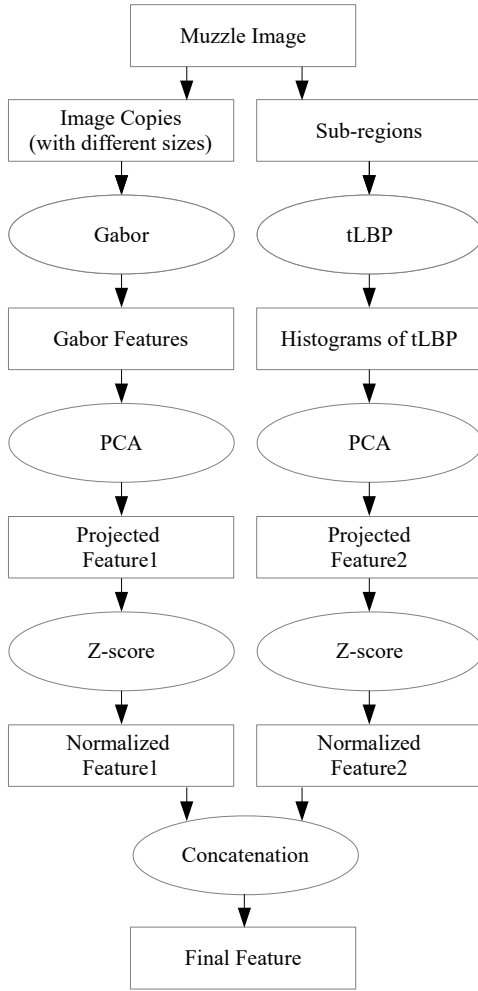 Muzzle Image
Image Copies
(with different sizes)
Sub-regions
Gabor
tLBP
Gabor Features
Histograms of tLBP
PCA
PCA
Projected
Feature1
Projected
Feature2
Z-score
Z-score
Normalized
Feature1
Normalized
Feature2
Concatenation
Final Feature